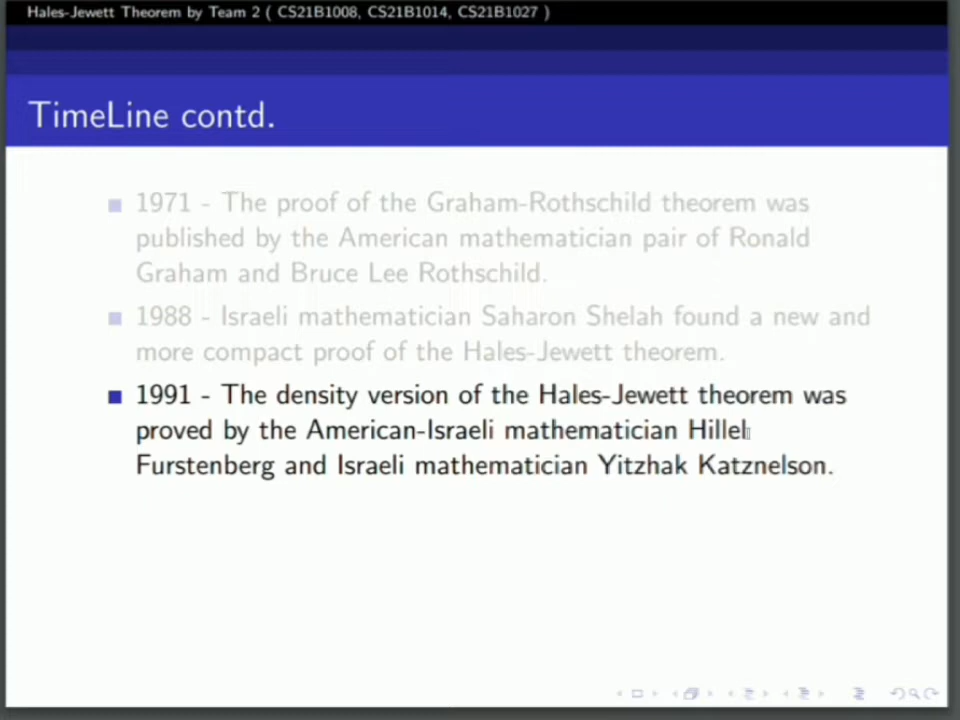 Hales-Jewett Theorem by Team 2 ( CS21B1008, CS21B1014, CS21B1027 )
TimeLine contd.
1971 - The proof of the Graham-Rothschild theorem was
published by the American mathematician pair of Ronald
Graham and Bruce Lee Rothschild.
1988 - Israeli mathematician Saharon Shelah found a new and
more compact proof of the Hales-Jewett theorem.
1991 - The density version of the Hales-Jewett theorem was
proved by the American-Israeli mathematician Hillel
Furstenberg and Israeli mathematician Yitzhak Katznelson.